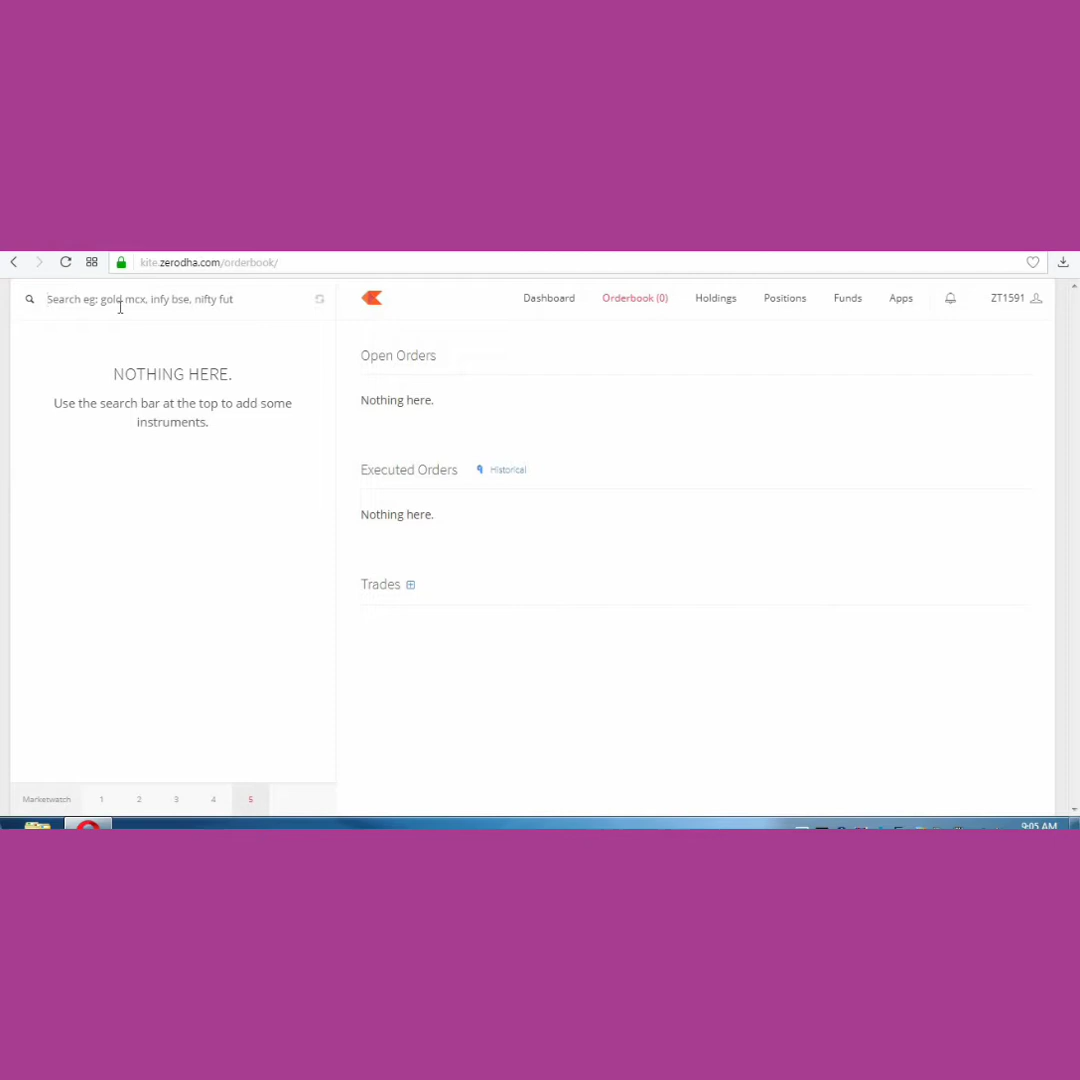 kite.zerodha.com/orderbook/
Search eg: gold mcx, infy bse, nifty fut
Dashboard Orderbook (0) Holdings Positions Funds Apps ZT1591
NOTHING HERE.
Use the search bar at the top to add some
instruments.
Open Orders
Nothing here.
Executed Orders Historical
Nothing here.
Trades
Marketwatch 1 2 3 4 5
9:05 AM